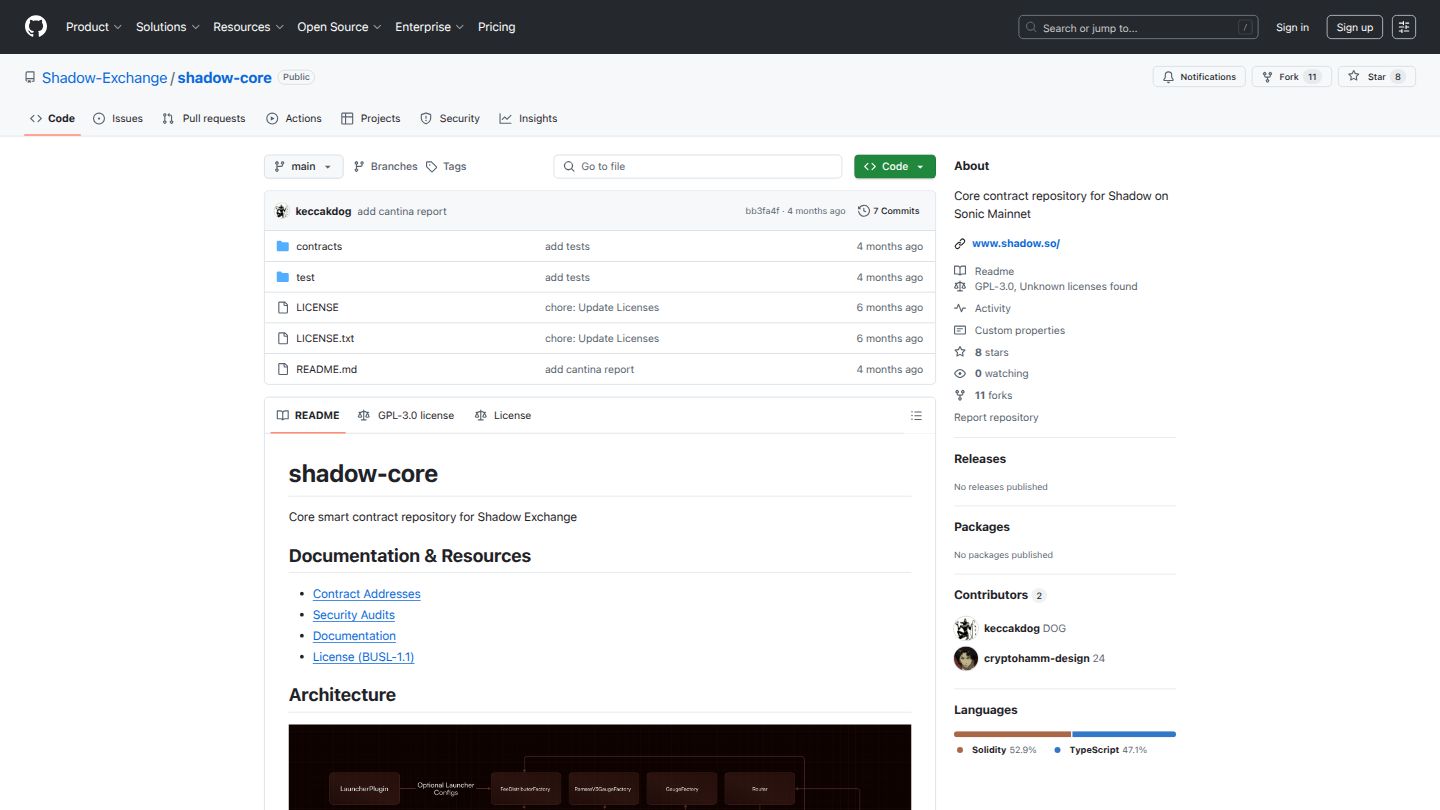 Product Solutions Resources Open Source Enterprise Pricing Search or jump to... / Sign in Sign up
Shadow-Exchange / shadow-core Public Notifications Fork 11 Star 8
Code Issues Pull requests Actions Projects Security Insights
main Branches Tags Go to file Code
keccakdog add cantina report bb3fa4f · 4 months ago 7 Commits
contracts add tests 4 months ago
test add tests 4 months ago
LICENSE chore: Update Licenses 6 months ago
LICENSE.txt chore: Update Licenses 6 months ago
README.md add cantina report 4 months ago
README GPL-3.0 license License
shadow-core
Core smart contract repository for Shadow Exchange
Documentation & Resources
Contract Addresses
Security Audits
Documentation
License (BUSL-1.1)
Architecture
LauncherPlugin
Optional Launcher
Configs
FeeDistributorFactory
RamsesV3GaugeFactory
GaugeFactory
Router
About
Core contract repository for Shadow on
Sonic Mainnet
www.shadow.so/
Readme
GPL-3.0, Unknown licenses found
Activity
Custom properties
8 stars
0 watching
11 forks
Report repository
Releases
No releases published
Packages
No packages published
Contributors 2
keccakdog DOG
cryptohamm-design 24
Languages
Solidity 52.9% TypeScript 47.1%